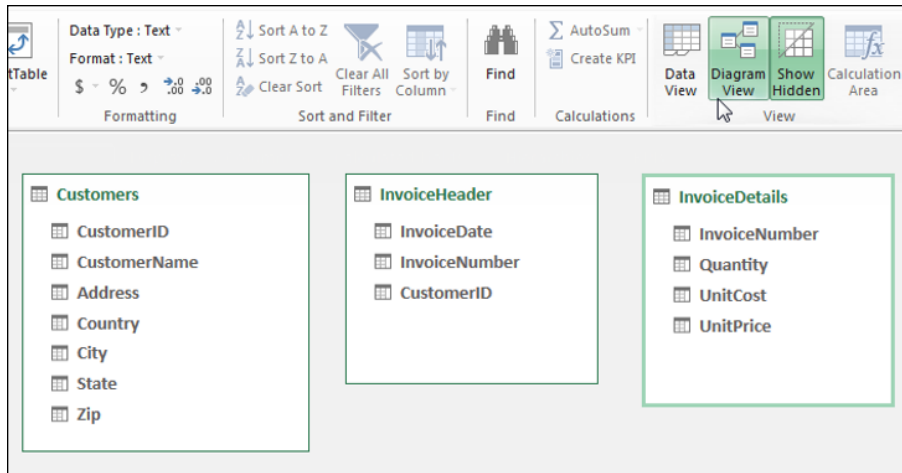 Data Type : Text
Format : Text
$ % , .00 .00
Formatting
tTable
Sort A to Z
Sort Z to A
Clear Sort
Clear All
Filters
Sort by
Column
Sort and Filter
Find
Find
AutoSum
Create KPI
Calculations
Data
View
Diagram
View
Show
Hidden
Calculation
Area
View
Customers
CustomerID
CustomerName
Address
Country
City
State
Zip
InvoiceHeader
InvoiceDate
InvoiceNumber
CustomerID
InvoiceDetails
InvoiceNumber
Quantity
UnitCost
UnitPrice